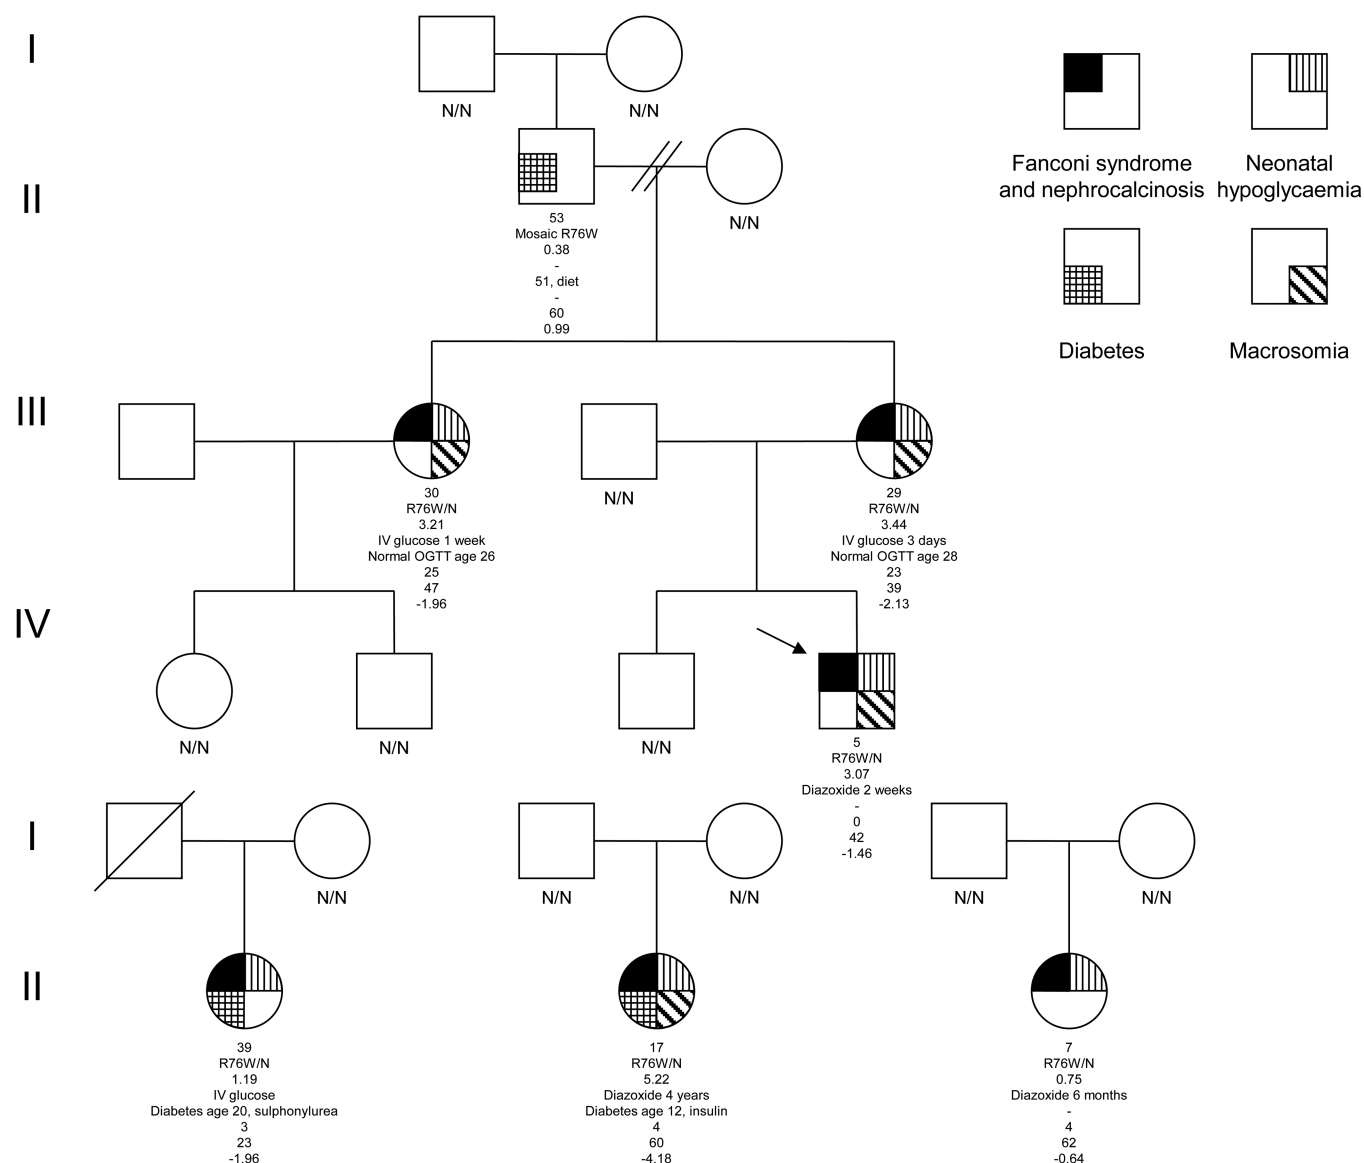 I
N/N
N/N
Fanconi syndrome
and nephrocalcinosis
Neonatal
hypoglycaemia
II
53
Mosaic R76W
0.38
-
51, diet
-
60
0.99
N/N
Diabetes
Macrosomia
III
30
R76W/N
3.21
IV glucose 1 week
Normal OGTT age 26
25
47
-1.96
N/N
29
R76W/N
3.44
IV glucose 3 days
Normal OGTT age 28
23
39
-2.13
IV
N/N
N/N
N/N
5
R76W/N
3.07
Diazoxide 2 weeks
-
0
42
-1.46
I
N/N
N/N
N/N
N/N
N/N
II
39
R76W/N
1.19
IV glucose
Diabetes age 20, sulphonylurea
3
23
-1.96
17
R76W/N
5.22
Diazoxide 4 years
Diabetes age 12, insulin
4
60
-4.18
7
R76W/N
0.75
Diazoxide 6 months
-
4
62
-0.64